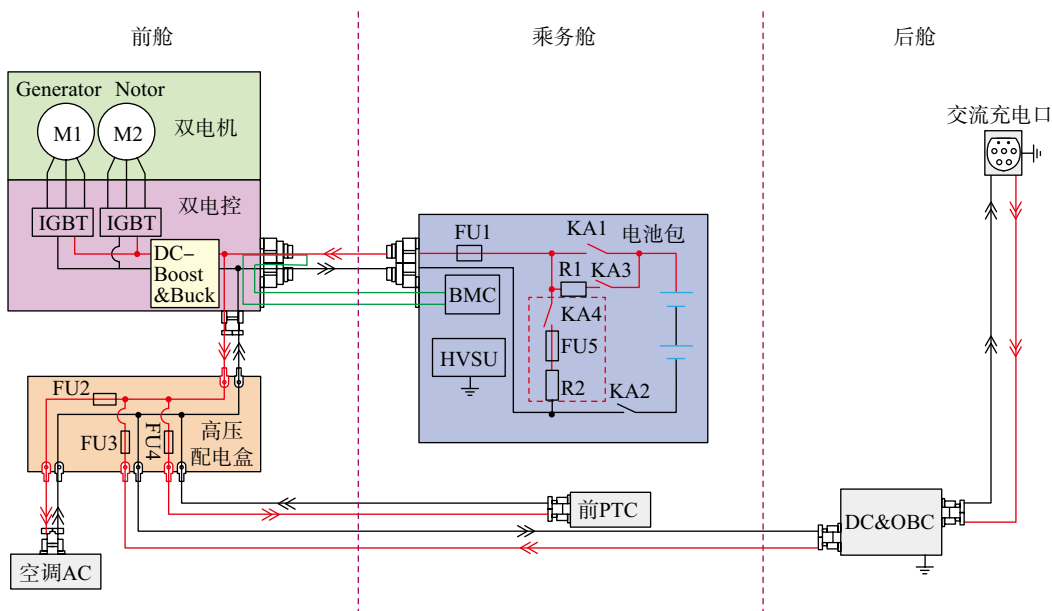 前舱
乘务舱
后舱
Generator
Notor
M1
M2
双电机
双电控
IGBT
IGBT
DC-
Boost
&Buck
FU1
KA1
电池包
R1
KA3
BMC
KA4
HVSU
FU5
R2
KA2
交流充电口
FU2
FU3
FU4
高压
配电盒
前PTC
DC&OBC
空调AC